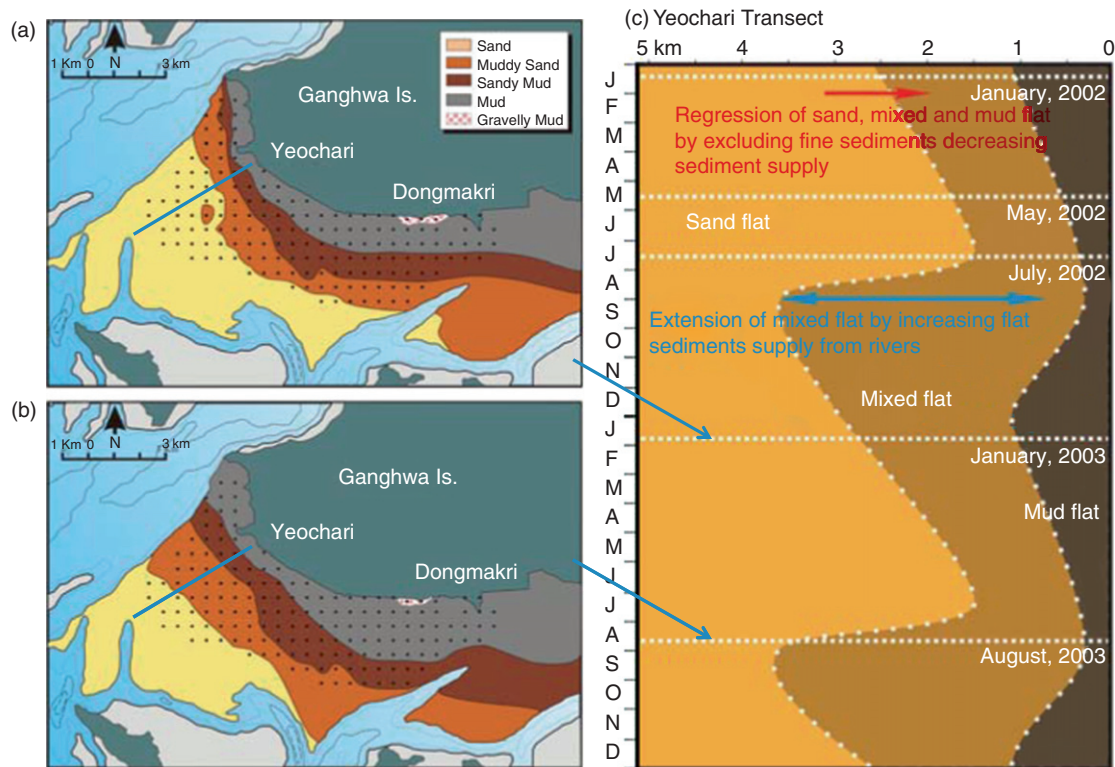 (a)
1 Km 0 3 km
N
Sand
Muddy Sand
Sandy Mud
Mud
Gravelly Mud
Ganghwa Is.
Yeochari
Dongmakri
(b)
1 Km 0 3 km
N
Ganghwa Is.
Yeochari
Dongmakri
(c) Yeochari Transect
5 km 4 3 2 1 0
J
F
M
A
M
J
J
A
S
O
N
D
J
F
M
A
M
J
J
A
S
O
N
D
January, 2002
Regression of sand, mixed and mud flat
by excluding fine sediments decreasing
sediment supply
May, 2002
Sand flat
July, 2002
Extension of mixed flat by increasing flat
sediments supply from rivers
Mixed flat
January, 2003
Mud flat
August, 2003